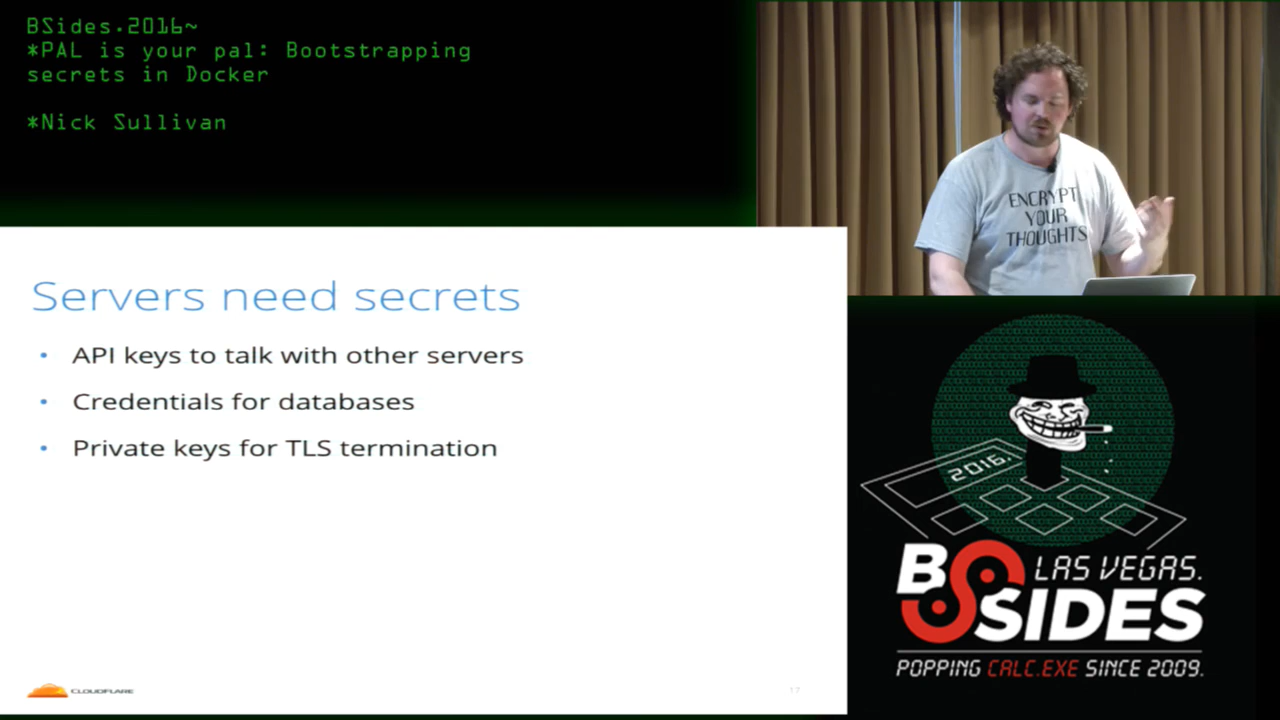 BSides.2016~
*PAL is your pal: Bootstrapping
secrets in Docker
*Nick Sullivan
ENCRYPT
YOUR
THOUGHTS
Servers need secrets
• API keys to talk with other servers
• Credentials for databases
• Private keys for TLS termination
CLOUDFLARE
17
2016.
BSIDES
LAS VEGAS.
POPPING CALC.EXE SINCE 2009.